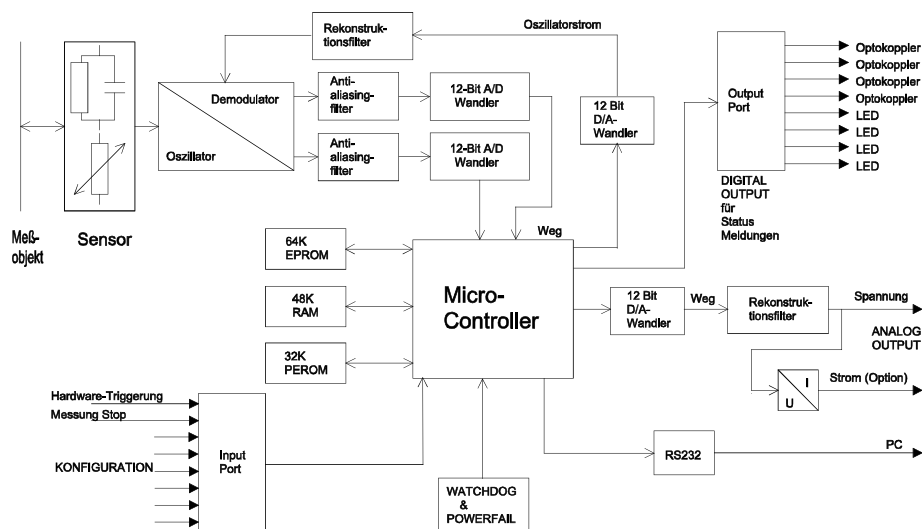 Rekonstruk-
tionsfilter
Oszillatorstrom
Demodulator
Oszillator
Anti-
aliasing-
filter
12-Bit A/D
Wandler
Anti-
aliasing-
filter
12-Bit A/D
Wandler
12 Bit
D/A-
Wandler
Output
Port
Optokoppler
Optokoppler
Optokoppler
Optokoppler
LED
LED
LED
LED
DIGITAL
OUTPUT
für
Status
Meldungen
Meß-
objekt
Sensor
Weg
64K
EPROM
48K
RAM
32K
PEROM
Micro-
Controller
12 Bit
D/A-
Wandler
Weg
Rekonstruk-
tionsfilter
Spannung
ANALOG
OUTPUT
I
U
Strom (Option)
Hardware-Triggerung
Messung Stop
KONFIGURATION
Input
Port
WATCHDOG
&
POWERFAIL
RS232
PC